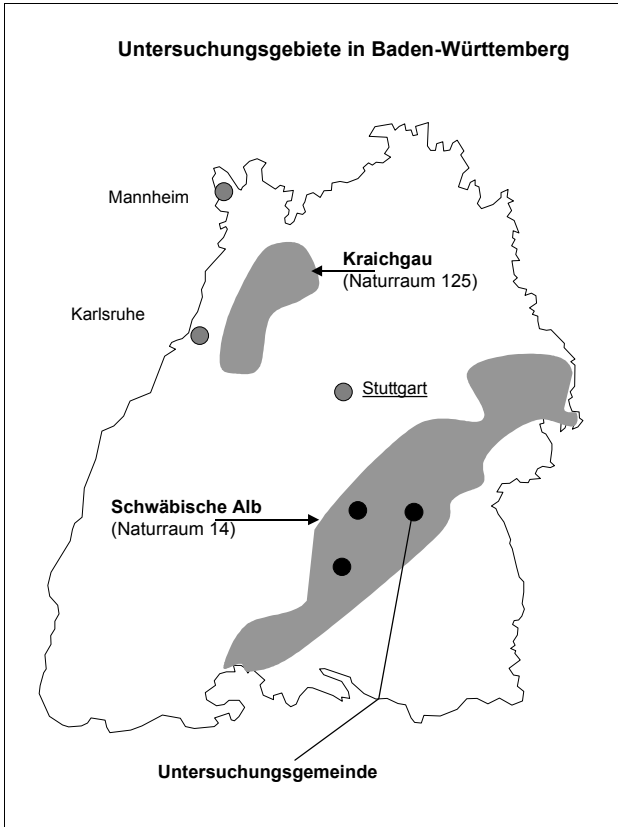 Untersuchungsgebiete in Baden-Württemberg
Mannheim
Kraichgau
(Naturraum 125)
Karlsruhe
Stuttgart
Schwäbische Alb
(Naturraum 14)
Untersuchungsgemeinde